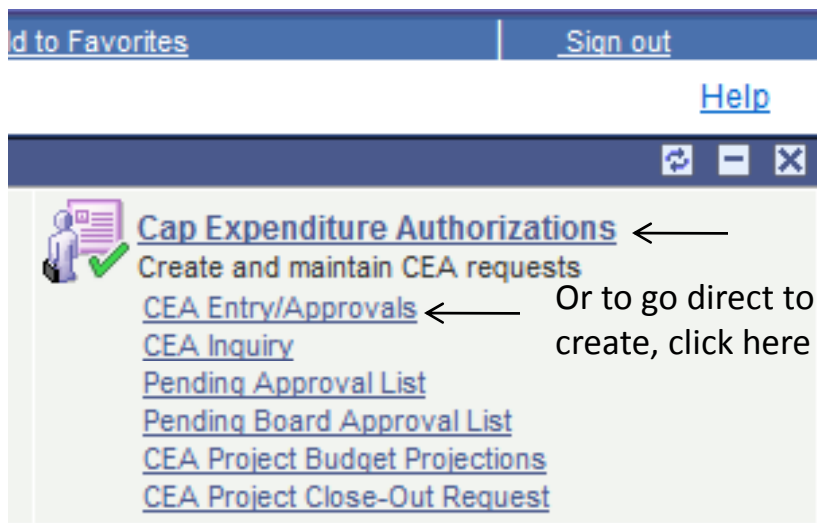 ld to Favorites Sign out
Help
Cap Expenditure Authorizations
Create and maintain CEA requests
CEA Entry/Approvals
Or to go direct to
create, click here
CEA Inquiry
Pending Approval List
Pending Board Approval List
CEA Project Budget Projections
CEA Project Close-Out Request